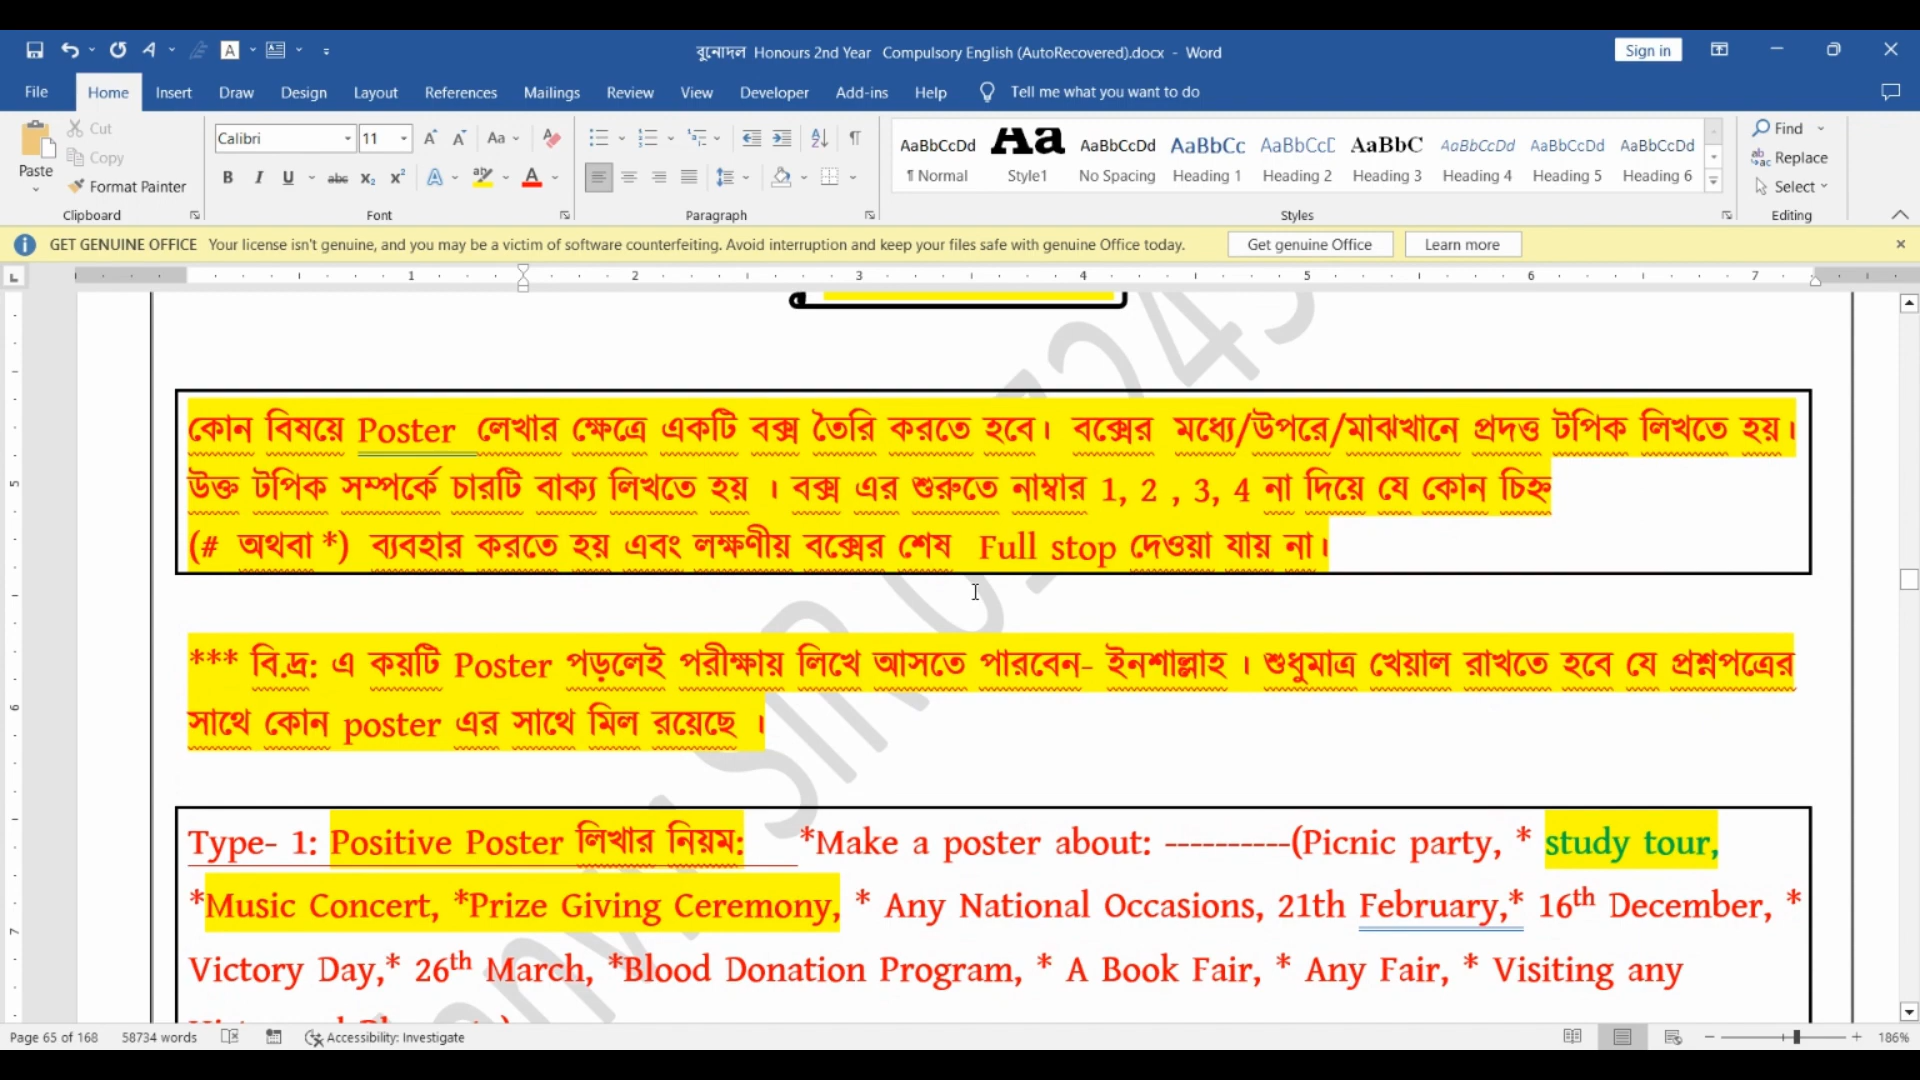 বুনোদল Honours 2nd Year Compulsory English (AutoRecovered).docx - Word
Sign in
File Home Insert Draw Design Layout References Mailings Review View Developer Add-ins Help Tell me what you want to do
Paste
Cut
Copy
Format Painter
Clipboard
Calibri 11
Font
Paragraph
AaBbCcDd ¶ Normal
Aa Style1
AaBbCcDd No Spacing
AaBbCc Heading 1
AaBbCcD Heading 2
AaBbC Heading 3
AaBbCcDd Heading 4
AaBbCcDd Heading 5
AaBbCcDd Heading 6
Styles
Find
Replace
Select
Editing
GET GENUINE OFFICE Your license isn't genuine, and you may be a victim of software counterfeiting. Avoid interruption and keep your files safe with genuine Office today. Get genuine Office Learn more
1 2 3 4 5 6 7
কোন বিষয়ে Poster লেখার ক্ষেত্রে একটি বক্স তৈরি করতে হবে। বক্সের মধ্যে/উপরে/মাঝখানে প্রদত্ত টপিক লিখতে হয়।
উক্ত টপিক সম্পর্কে চারটি বাক্য লিখতে হয় । বক্স এর শুরুতে নাম্বার 1, 2 , 3, 4 না দিয়ে যে কোন চিহ্ন
(# অথবা *) ব্যবহার করতে হয় এবং লক্ষণীয় বক্সের শেষ Full stop দেওয়া যায় না।
*** বি.দ্র: এ কয়টি Poster পড়লেই পরীক্ষায় লিখে আসতে পারবেন- ইনশাল্লাহ । শুধুমাত্র খেয়াল রাখতে হবে যে প্রশ্নপত্রের
সাথে কোন poster এর সাথে মিল রয়েছে ।
Type- 1: Positive Poster লিখার নিয়ম: *Make a poster about: ----------(Picnic party, * study tour,
*Music Concert, *Prize Giving Ceremony, * Any National Occasions, 21th February,* 16th December, *
Victory Day,* 26th March, *Blood Donation Program, * A Book Fair, * Any Fair, * Visiting any
Page 65 of 168 58734 words Accessibility: Investigate 186%